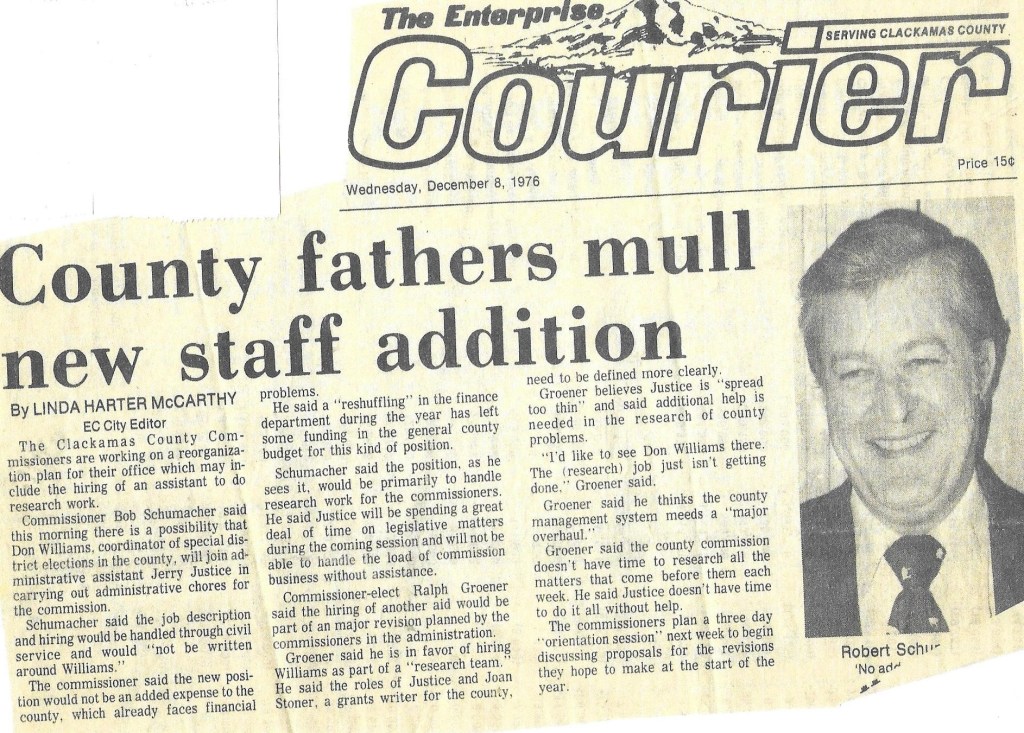 The Enterprise
SERVING CLACKAMAS COUNTY
Courier
Price 15¢
Wednesday, December 8, 1976
County fathers mull
new staff addition
By LINDA HARTER McCARTHY
EC City Editor
The Clackamas County Com-
missioners are working on a reorganiza-
tion plan for their office which may in-
clude the hiring of an assistant to do
research work.
Commissioner Bob Schumacher said
this morning there is a possibility that
Don Williams, coordinator of special dis-
trict elections in the county, will join ad-
ministrative assistant Jerry Justice in
carrying out administrative chores for
the commission.
Schumacher said the job description
and hiring would be handled through civil
service and would "not be written
around Williams."
The commissioner said the new posi-
tion would not be an added expense to the
county, which already faces financial
problems.
He said a "reshuffling" in the finance
department during the year has left
some funding in the general county
budget for this kind of position.
Schumacher said the position, as he
sees it, would be primarily to handle
research work for the commissioners.
He said Justice will be spending a great
deal of time on legislative matters
during the coming session and will not be
able to handle the load of commission
business without assistance.
Commissioner-elect Ralph Groener
said the hiring of another aid would be
part of an major revision planned by the
commissioners in the administration.
Groener said he is in favor of hiring
Williams as part of a "research team."
He said the roles of Justice and Joan
Stoner, a grants writer for the county,
need to be defined more clearly.
Groener believes Justice is "spread
too thin" and said additional help is
needed in the research of county
problems.
"I'd like to see Don Williams there.
The (research) job just isn't getting
done." Groener said.
Groener said he thinks the county
management system meeds a "major
overhaul."
Groener said the county commission
doesn't have time to research all the
matters that come before them each
week. He said Justice doesn't have time
to do it all without help.
The commissioners plan a three day
"orientation session" next week to begin
discussing proposals for the revisions
they hope to make at the start of the
year.
Robert Schu
'No add